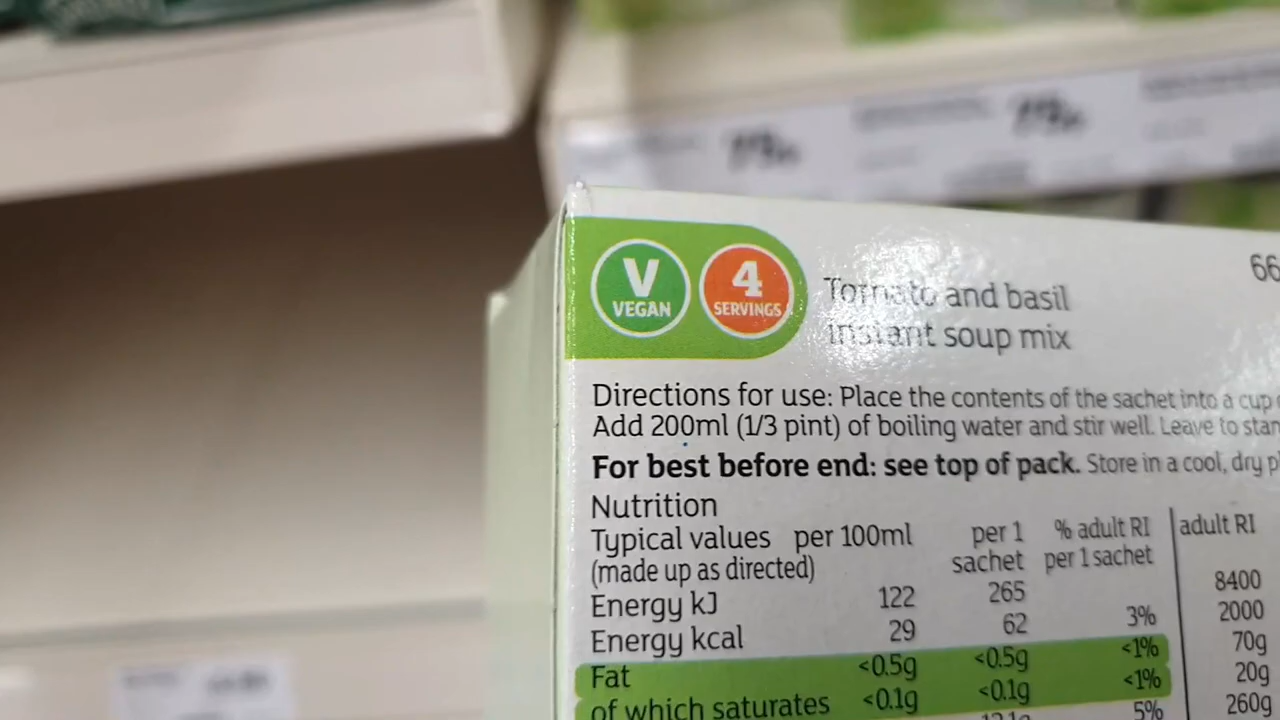 V
VEGAN
4
SERVINGS
Tomato and basil
instant soup mix
66
Directions for use: Place the contents of the sachet into a cup
Add 200ml (1/3 pint) of boiling water and stir well. Leave to stan
For best before end: see top of pack. Store in a cool, dry pl
Nutrition
Typical values per 100ml per 1 % adult RI adult RI
(made up as directed) sachet per 1 sachet
Energy kJ 122 265 8400
Energy kcal 29 62 3% 2000
Fat <0.5g <0.5g <1% 70g
of which saturates <0.1g <0.1g <1% 20g
5% 260g